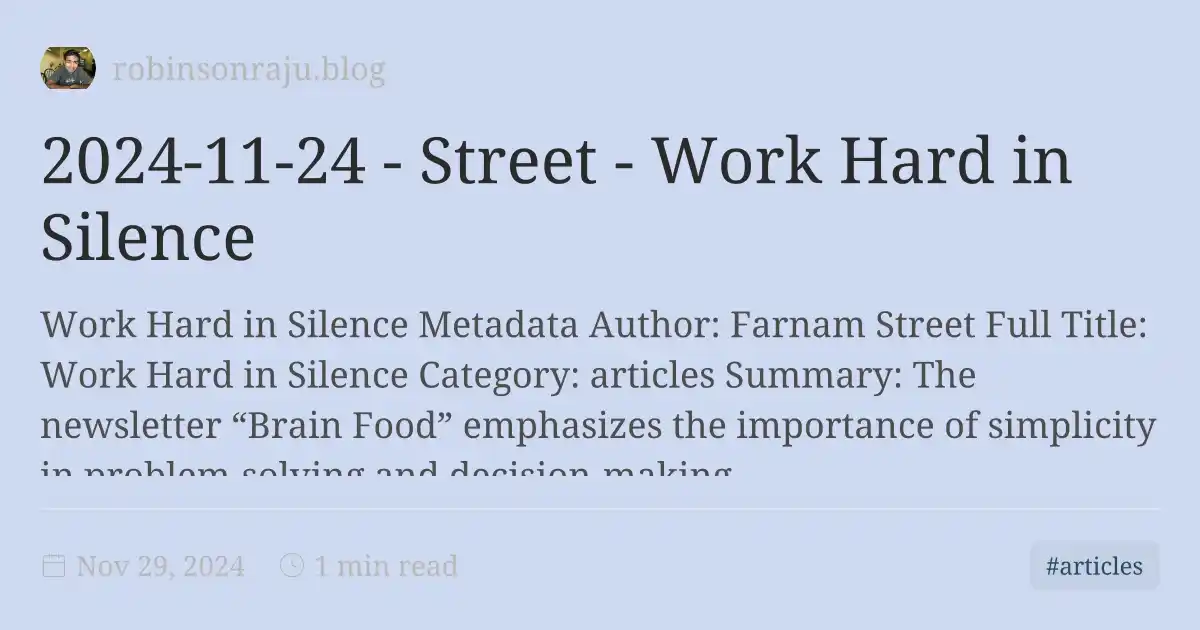 robinsonraju.blog
2024-11-24 - Street - Work Hard in
Silence
Work Hard in Silence Metadata Author: Farnam Street Full Title:
Work Hard in Silence Category: articles Summary: The
newsletter “Brain Food” emphasizes the importance of simplicity
in problem-solving and decision-making
Nov 29, 2024
1 min read
#articles